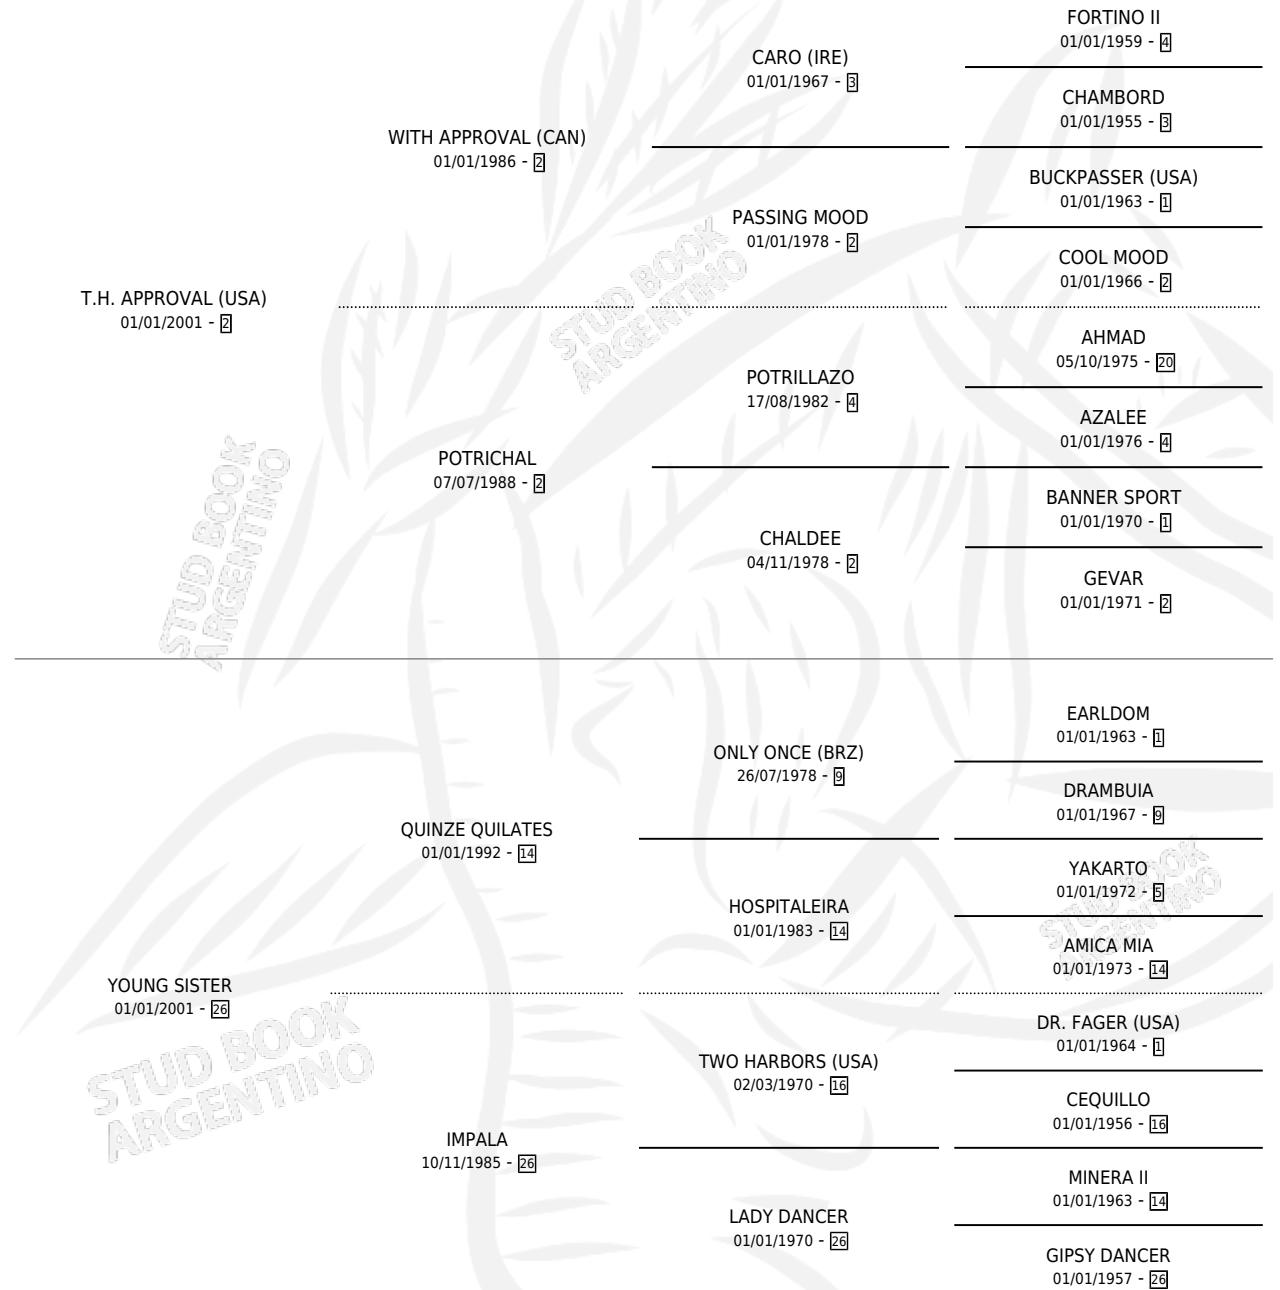 FORTINO II
01/01/1959 - 4
CARO (IRE)
01/01/1967 - 3
CHAMBORD
01/01/1955 - 3
WITH APPROVAL (CAN)
01/01/1986 - 2
BUCKPASSER (USA)
01/01/1963 - 1
PASSING MOOD
01/01/1978 - 2
COOL MOOD
01/01/1966 - 2
T.H. APPROVAL (USA)
01/01/2001 - 2
STUD BOOK
ARGENTINO
AHMAD
05/10/1975 - 20
POTRILLAZO
17/08/1982 - 4
AZALEE
01/01/1976 - 4
POTRICHAL
07/07/1988 - 2
BANNER SPORT
01/01/1970 - 1
CHALDEE
04/11/1978 - 2
GEVAR
01/01/1971 - 2
STUD BOOK
ARGENTINO
EARLDOM
01/01/1963 - 1
ONLY ONCE (BRZ)
26/07/1978 - 9
DRAMBUIA
01/01/1967 - 9
QUINZE QUILATES
01/01/1992 - 14
YAKARTO
01/01/1972 - 5
HOSPITALEIRA
01/01/1983 - 14
STUD BOOK
ARGENTINO
AMICA MIA
01/01/1973 - 14
YOUNG SISTER
01/01/2001 - 26
STUD BOOK
ARGENTINO
DR. FAGER (USA)
01/01/1964 - 1
TWO HARBORS (USA)
02/03/1970 - 16
CEQUILLO
01/01/1956 - 16
IMPALA
10/11/1985 - 26
MINERA II
01/01/1963 - 14
LADY DANCER
01/01/1970 - 26
GIPSY DANCER
01/01/1957 - 26